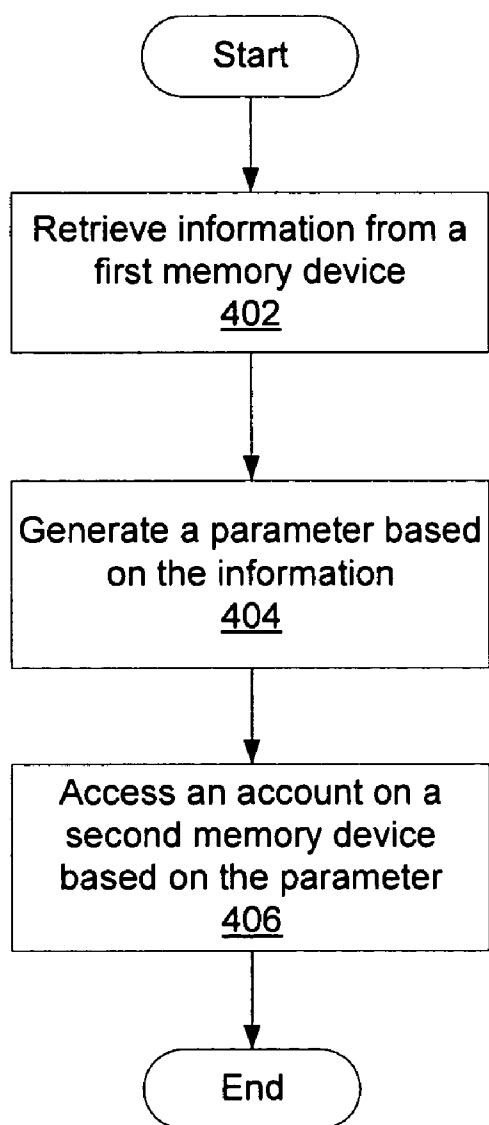 Start
Retrieve information from a
first memory device
402
Generate a parameter based
on the information
404
Access an account on a
second memory device
based on the parameter
406
End